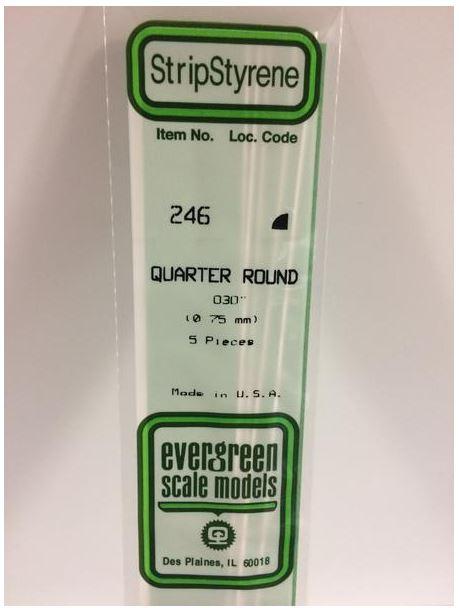 StripStyrene
Item No. Loc. Code
246
QUARTER ROUND
.030"
(0.75 mm)
5 Pieces
Made in U.S.A.
evergreen
scale models
Des Plaines, IL 60018